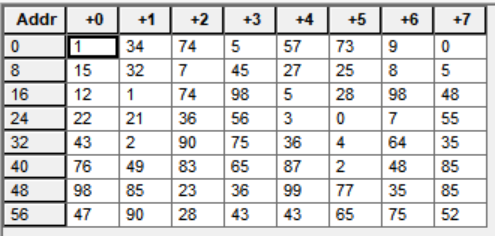 Addr +0 +1 +2 +3 +4 +5 +6 +7
0 1 34 74 5 57 73 9 0
8 15 32 7 45 27 25 8 5
16 12 1 74 98 5 28 98 48
24 22 21 36 56 3 0 7 55
32 43 2 90 75 36 4 64 35
40 76 49 83 65 87 2 48 85
48 98 85 23 36 99 77 35 85
56 47 90 28 43 43 65 75 52